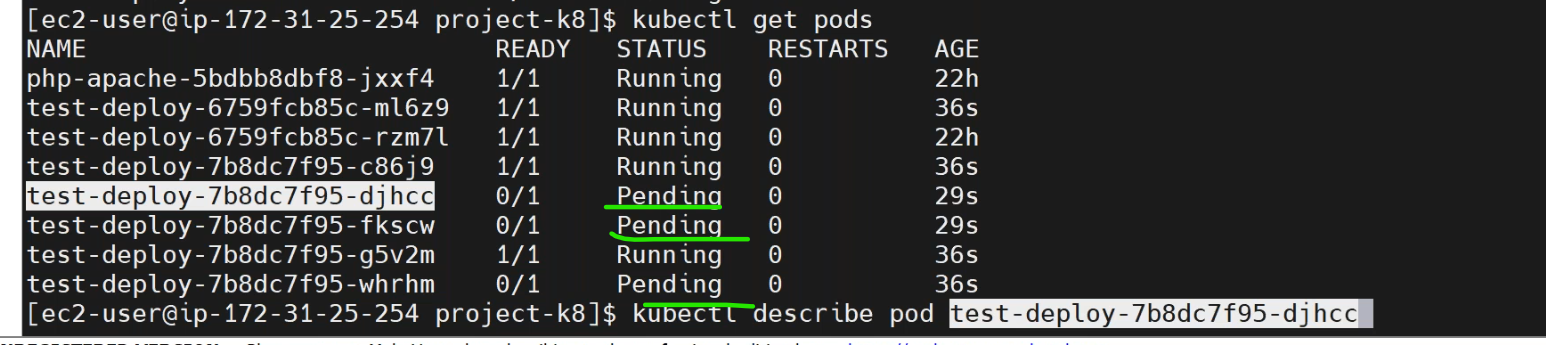 [ec2-user@ip-172-31-25-254 project-k8]$ kubectl get pods
NAME READY STATUS RESTARTS AGE
php-apache-5bdbb8dbf8-jxxf4 1/1 Running 0 22h
test-deploy-6759fcb85c-ml6z9 1/1 Running 0 36s
test-deploy-6759fcb85c-rzm7l 1/1 Running 0 22h
test-deploy-7b8dc7f95-c86j9 1/1 Running 0 36s
test-deploy-7b8dc7f95-djhcc 0/1 Pending 0 29s
test-deploy-7b8dc7f95-fkscw 0/1 Pending 0 29s
test-deploy-7b8dc7f95-g5v2m 1/1 Running 0 36s
test-deploy-7b8dc7f95-whrhm 0/1 Pending 0 36s
[ec2-user@ip-172-31-25-254 project-k8]$ kubectl describe pod test-deploy-7b8dc7f95-djhcc